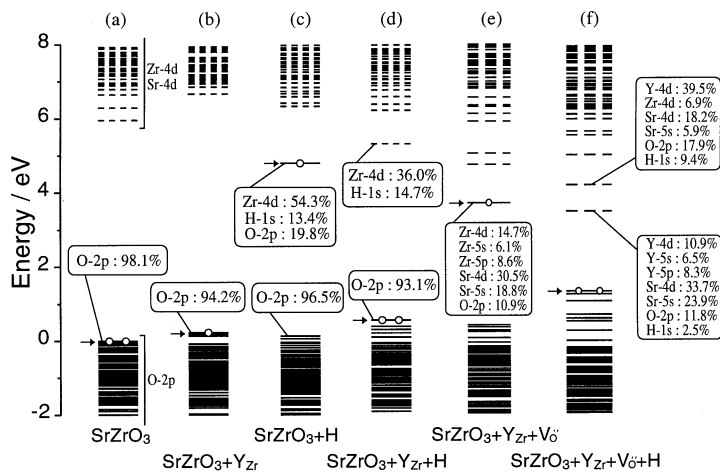 (a)
(b)
(c)
(d)
(e)
(f)
8
6
4
2
0
-2
Energy / eV
Zr-4d
Sr-4d
O-2p : 98.1%
O-2p
O-2p : 94.2%
Zr-4d : 54.3%
H-1s : 13.4%
O-2p : 19.8%
O-2p : 96.5%
Zr-4d : 36.0%
H-1s : 14.7%
O-2p : 93.1%
Zr-4d : 14.7%
Zr-5s : 6.1%
Zr-5p : 8.6%
Sr-4d : 30.5%
Sr-5s : 18.8%
O-2p : 10.9%
Y-4d : 39.5%
Zr-4d : 6.9%
Sr-4d : 18.2%
Sr-5s : 5.9%
O-2p : 17.9%
H-1s : 9.4%
Y-4d : 10.9%
Y-5s : 6.5%
Y-5p : 8.3%
Sr-4d : 33.7%
Sr-5s : 23.9%
O-2p : 11.8%
H-1s : 2.5%
SrZrO3
SrZrO3+YZr
SrZrO3+H
SrZrO3+YZr+H
SrZrO3+YZr+VÖ
SrZrO3+YZr+VÖ+H